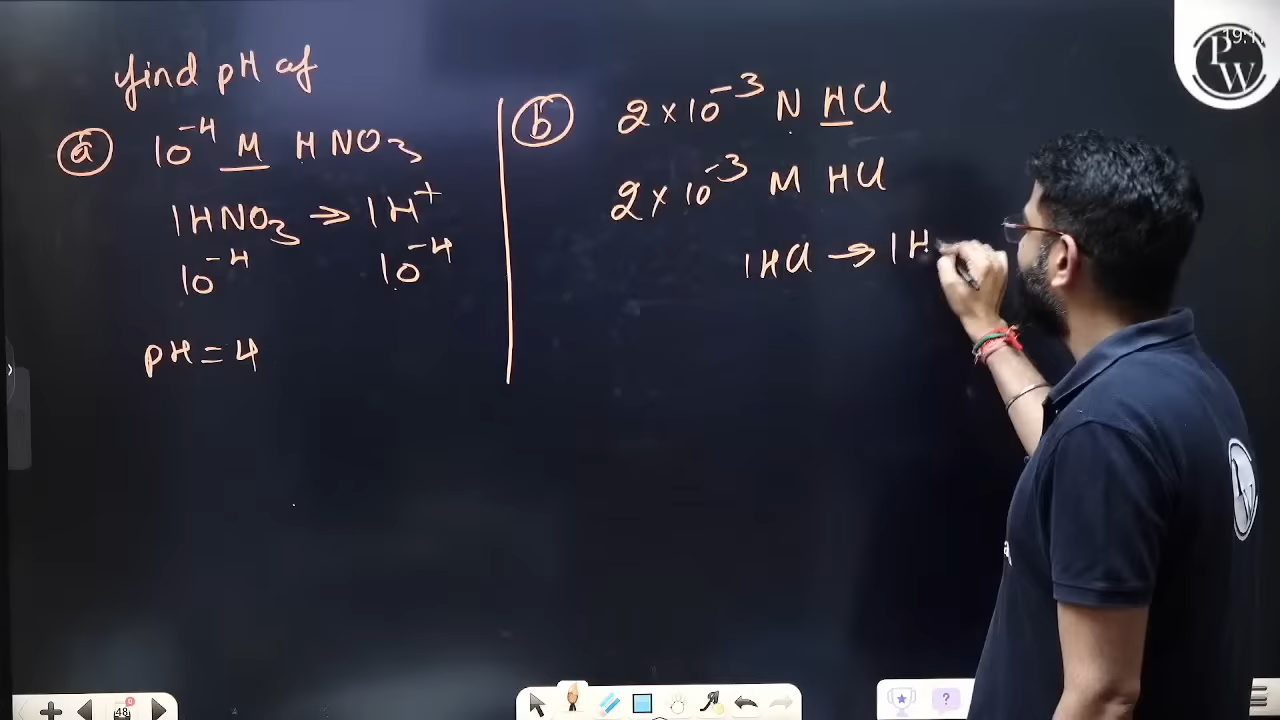 find pH of
(a) 10⁻⁴ M HNO₃
1HNO₃ → 1H⁺
10⁻⁴ 10⁻⁴
pH = 4
(b) 2×10⁻³ N HCl
2×10⁻³ M HCl
1HCl → 1H
PW
48